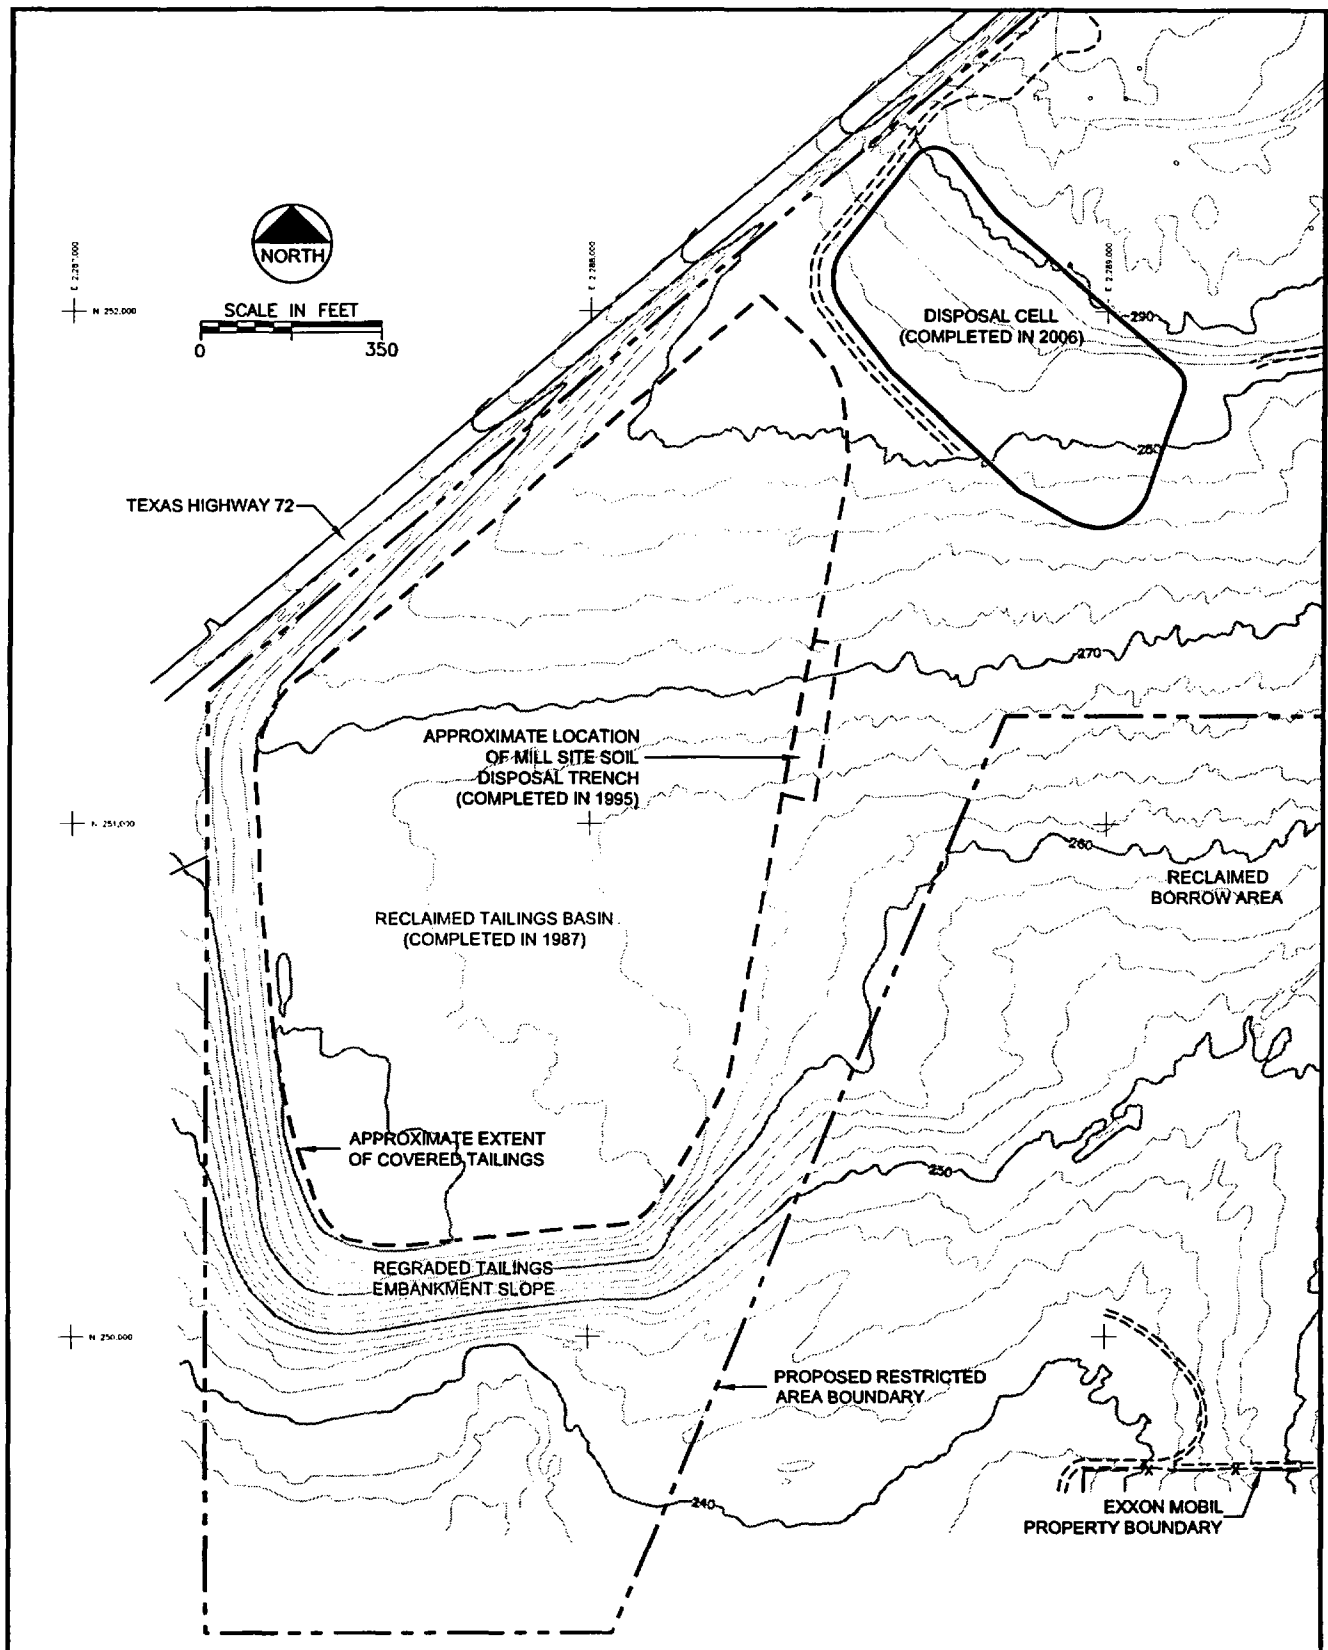 E 2,287,000
E 2,288,000
E 2,289,000
NORTH
N 252,000
SCALE IN FEET
0 350
DISPOSAL CELL
(COMPLETED IN 2006)
290
280
TEXAS HIGHWAY 72
270
APPROXIMATE LOCATION
OF MILL SITE SOIL
DISPOSAL TRENCH
(COMPLETED IN 1995)
N 251,000
260
RECLAIMED
BORROW AREA
RECLAIMED TAILINGS BASIN
(COMPLETED IN 1987)
APPROXIMATE EXTENT
OF COVERED TAILINGS
250
REGRADED TAILINGS
EMBANKMENT SLOPE
N 250,000
PROPOSED RESTRICTED
AREA BOUNDARY
240
EXXON MOBIL
PROPERTY BOUNDARY